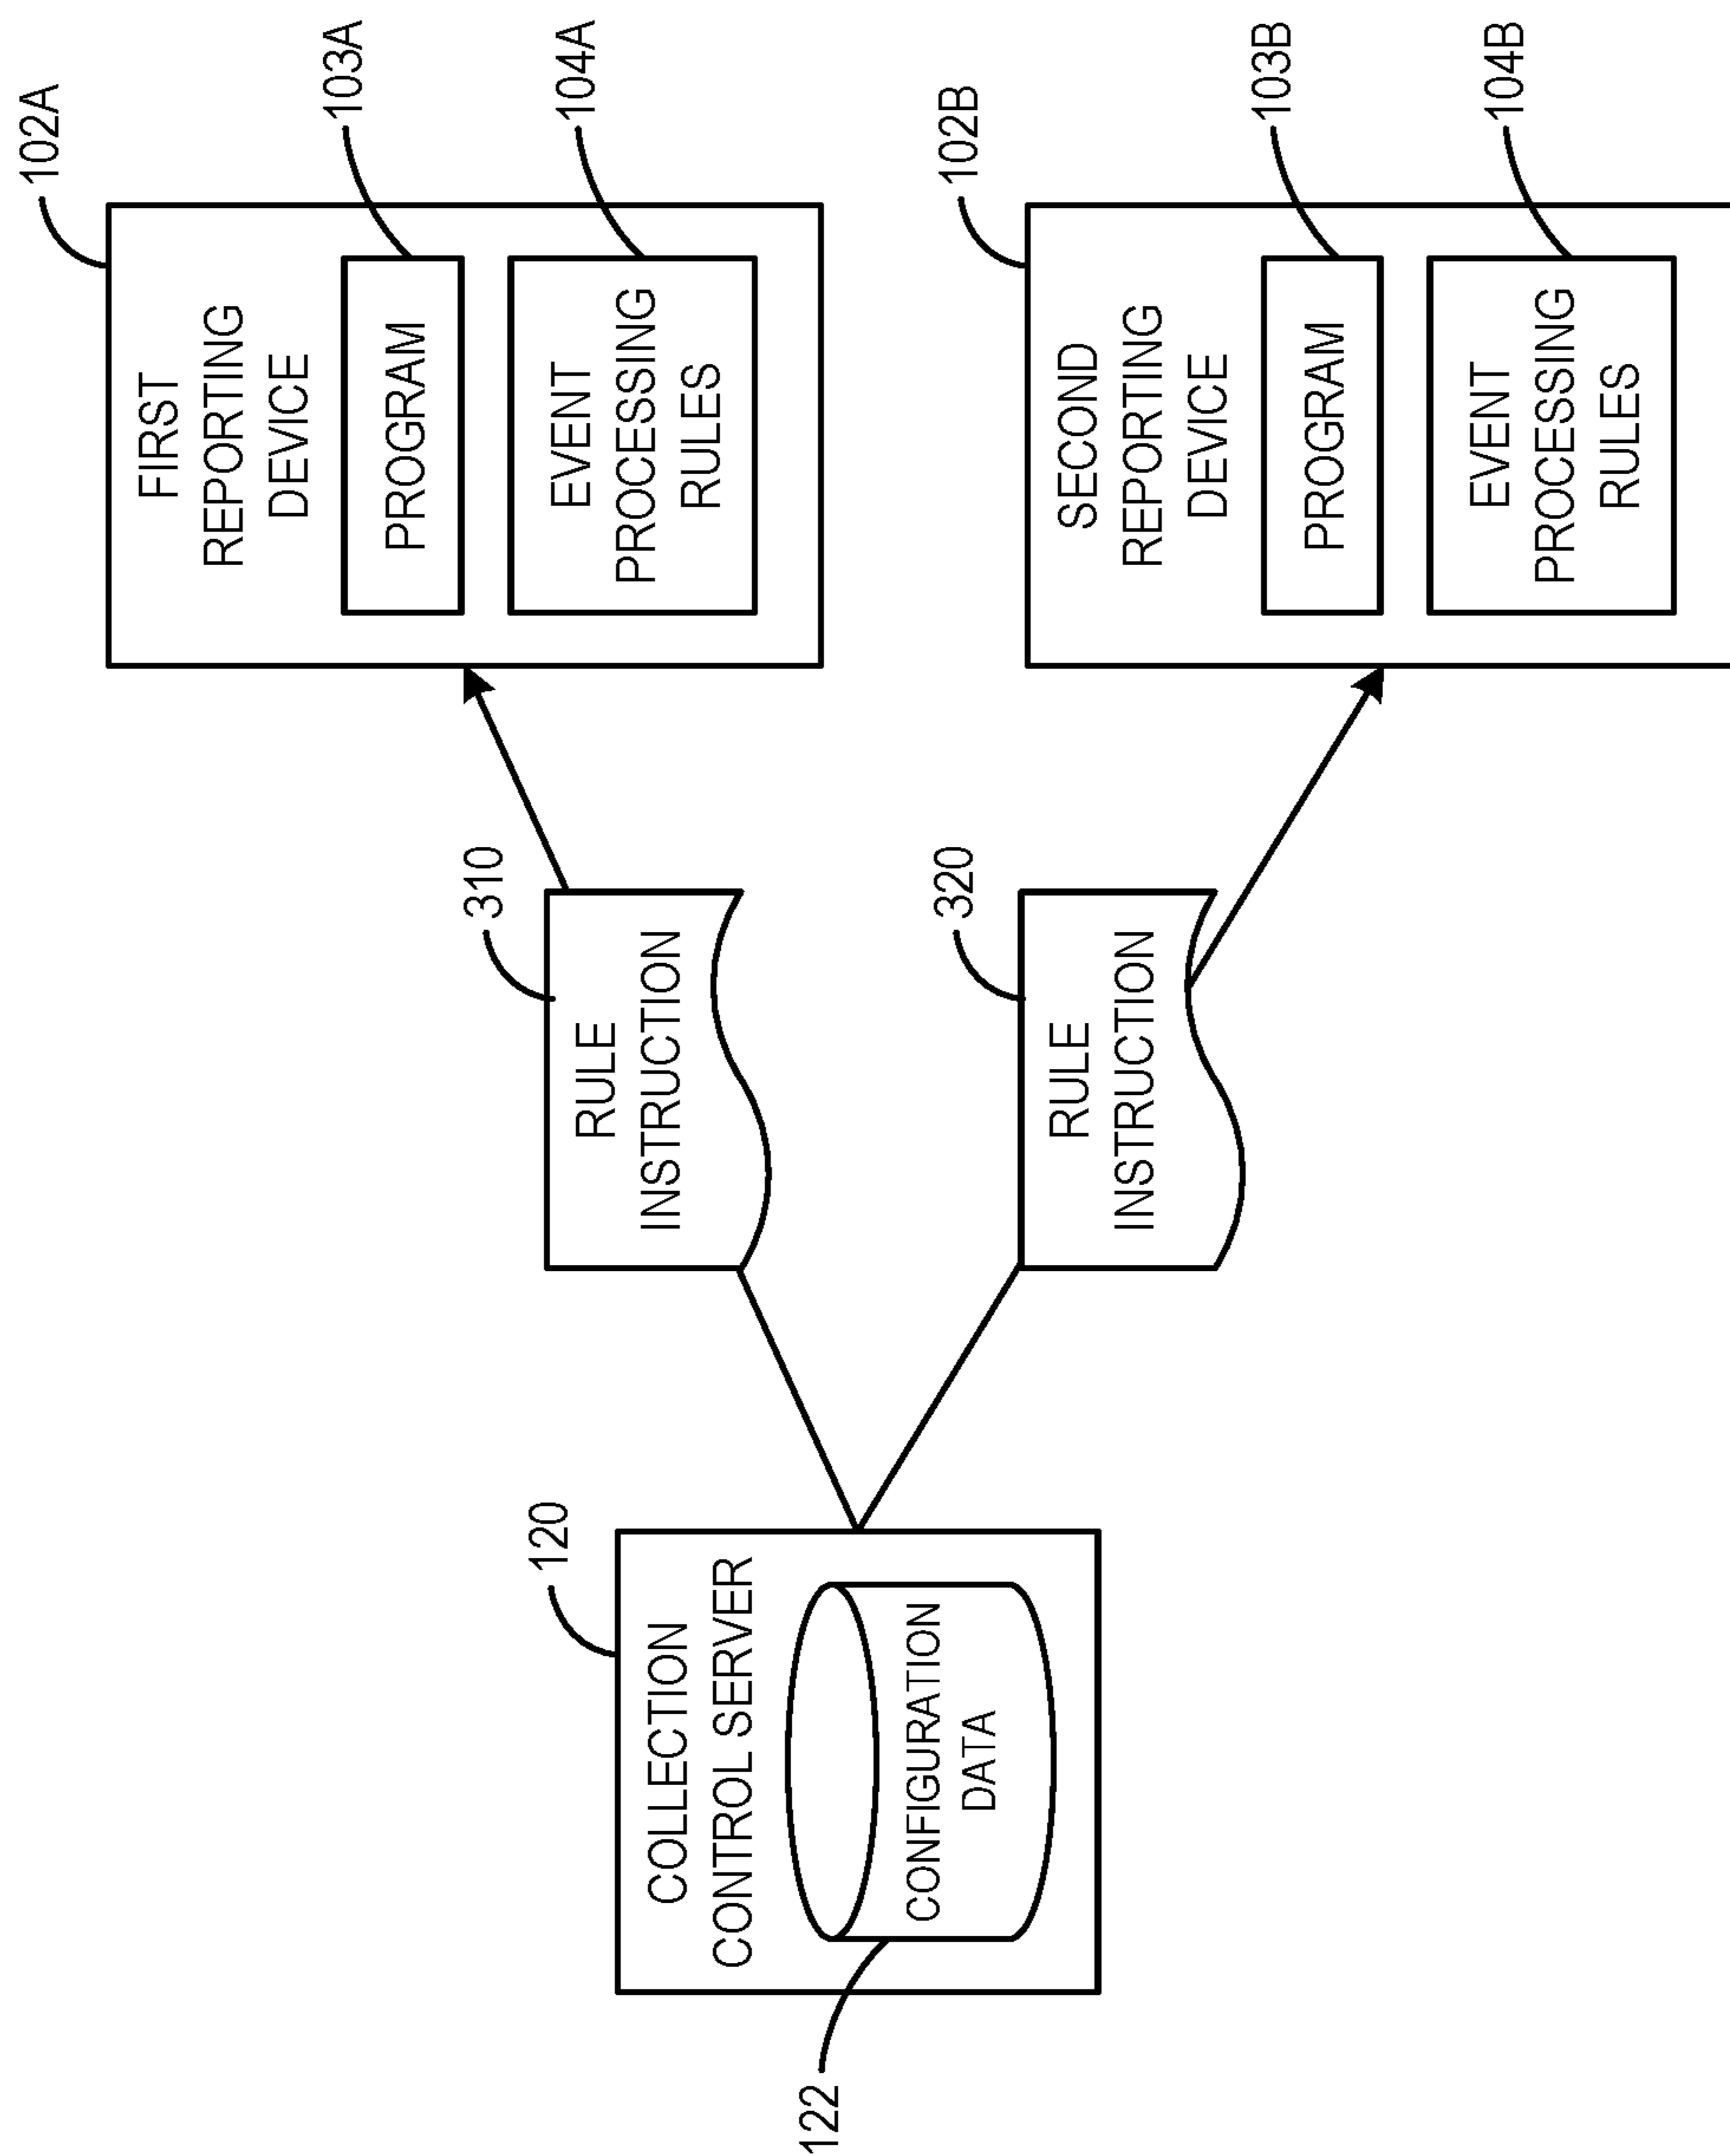 120
COLLECTION
CONTROL SERVER
CONFIGURATION
DATA
122
310
RULE
INSTRUCTION
320
RULE
INSTRUCTION
102A
FIRST
REPORTING
DEVICE
103A
PROGRAM
104A
EVENT
PROCESSING
RULES
102B
SECOND
REPORTING
DEVICE
103B
PROGRAM
104B
EVENT
PROCESSING
RULES